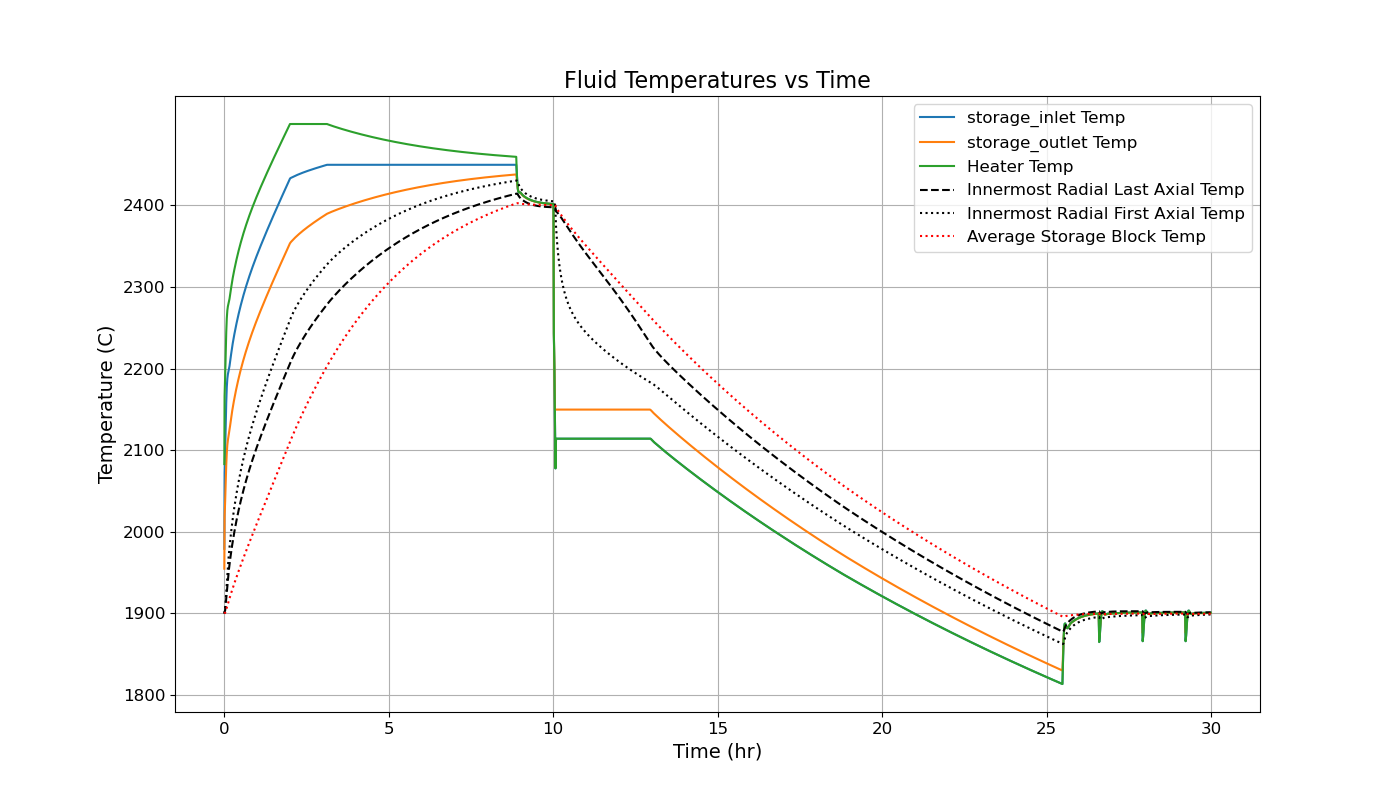 Fluid Temperatures vs Time
storage_inlet Temp
storage_outlet Temp
Heater Temp
Innermost Radial Last Axial Temp
Innermost Radial First Axial Temp
Average Storage Block Temp
Temperature (C)
2400
2300
2200
2100
2000
1900
1800
0 5 10 15 20 25 30
Time (hr)